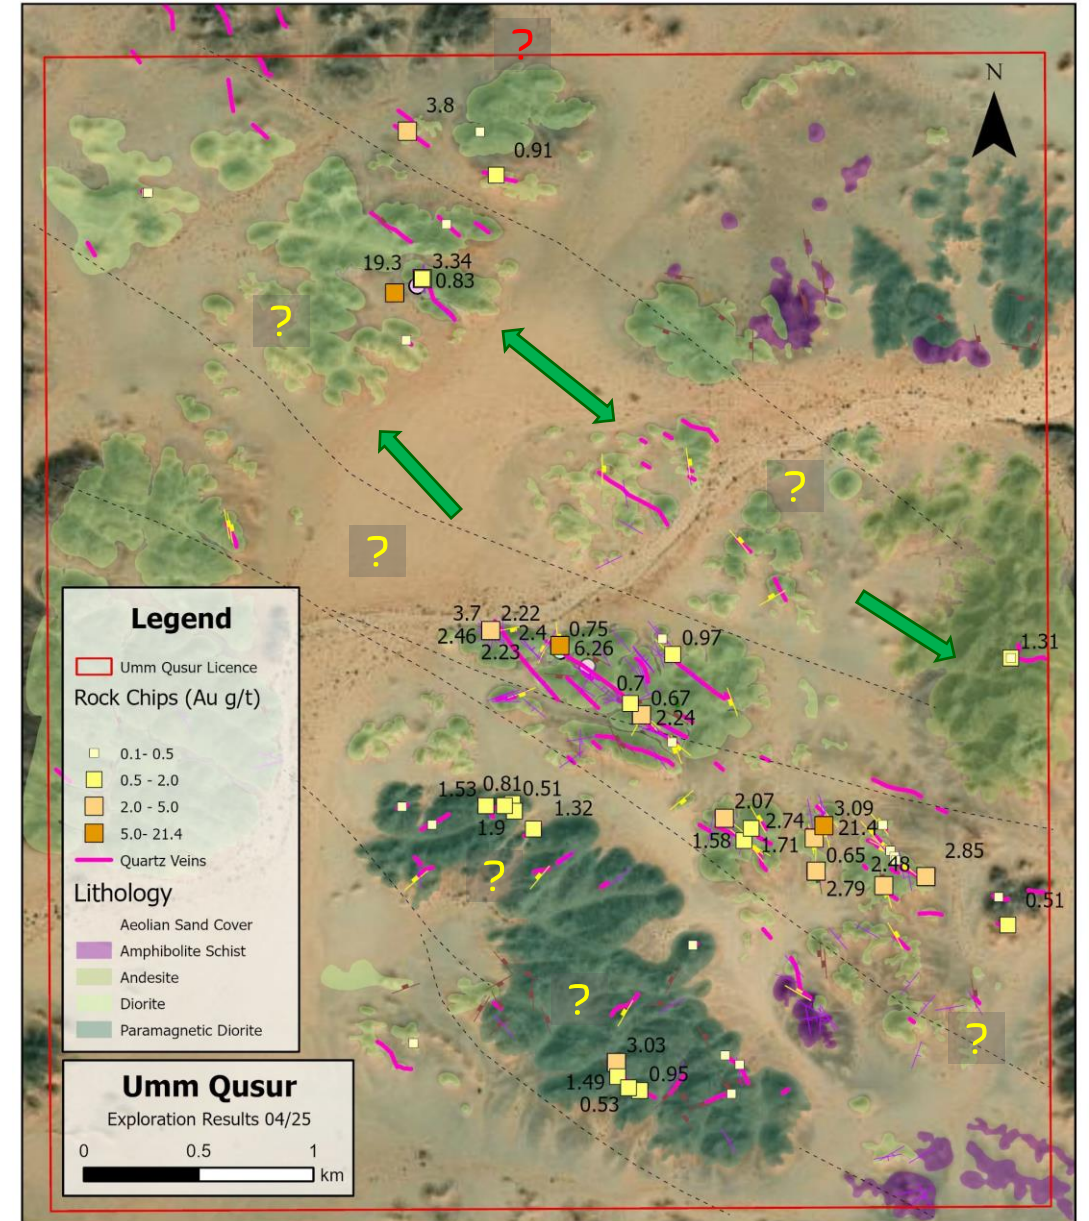 ?
N
3.8
0.91
19.3
3.34
0.83
?
?
?
1.31
3.7
2.22
2.46
2.4
2.23
0.75
6.26
0.97
0.7
0.67
2.24
1.53
0.81
0.51
1.9
1.32
2.07
2.74
1.58
1.71
3.09
21.4
0.65
2.48
2.79
2.85
0.51
?
?
?
3.03
1.49
0.95
0.53
Legend
Umm Qusur Licence
Rock Chips (Au g/t)
0.1- 0.5
0.5 - 2.0
2.0 - 5.0
5.0- 21.4
Quartz Veins
Lithology
Aeolian Sand Cover
Amphibolite Schist
Andesite
Diorite
Paramagnetic Diorite
Umm Qusur
Exploration Results 04/25
0 0.5 1
km